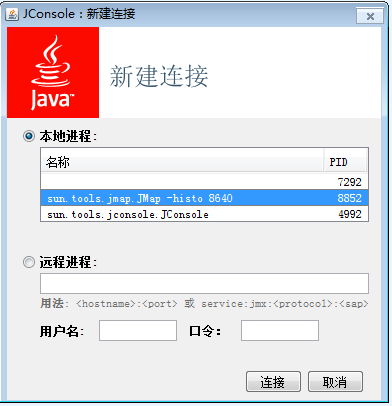 JConsole：新建连接
Java™
新建连接
本地进程:
名称 PID
7292
sun.tools.jmap.JMap -histo 8640 8852
sun.tools.jconsole.JConsole 4992
远程进程:
用法: <hostname>:<port> 或 service:jmx:<protocol>:<sap>
用户名: 口令:
连接 取消